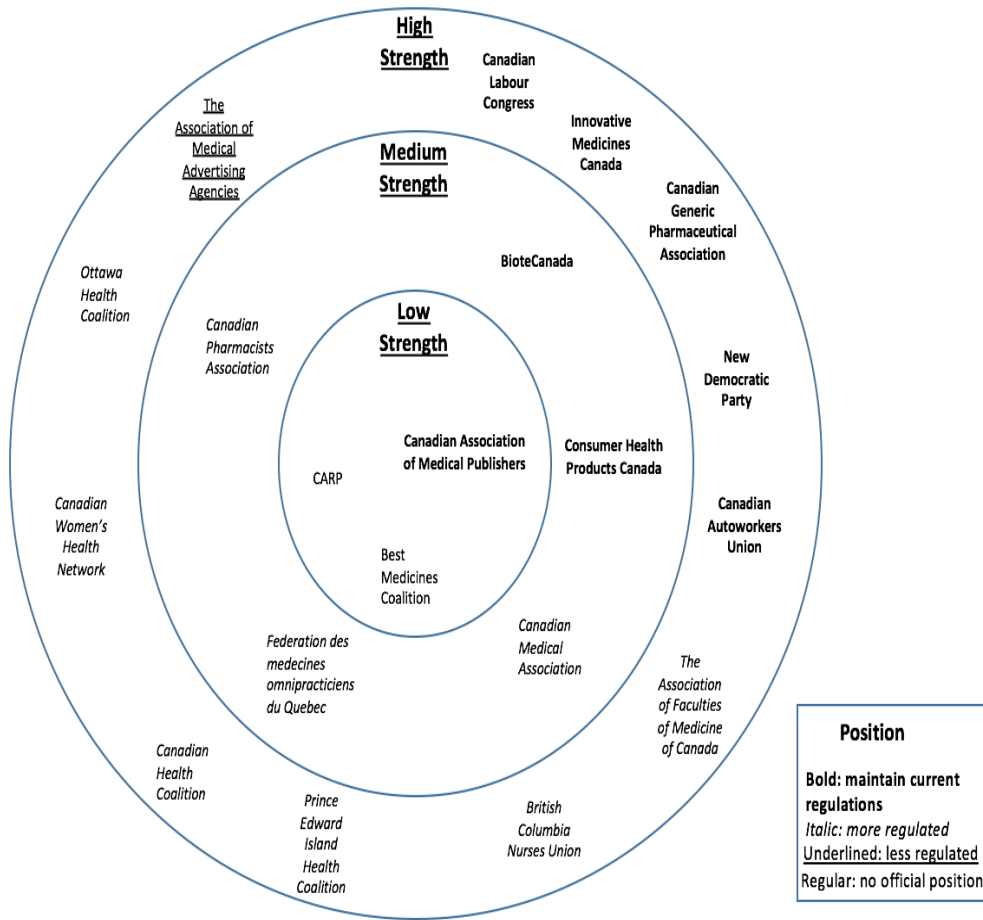 High
Strength
Canadian
Labour
Congress
Innovative
Medicines
Canada
Canadian
Generic
Pharmaceutical
Association
The
Association of
Medical
Advertising
Agencies
Medium
Strength
BioteCanada
Ottawa
Health
Coalition
Canadian
Pharmacists
Association
Low
Strength
New
Democratic
Party
Canadian Association
of Medical Publishers
Consumer Health
Products Canada
CARP
Canadian
Women's
Health
Network
Canadian
Autoworkers
Union
Best
Medicines
Coalition
Federation des
medecines
omnipracticiens
du Quebec
Canadian
Medical
Association
The
Association
of Faculties
of Medicine
of Canada
Canadian
Health
Coalition
Prince
Edward
Island
Health
Coalition
British
Columbia
Nurses Union
Position
Bold: maintain current
regulations
Italic: more regulated
Underlined: less regulated
Regular: no official position